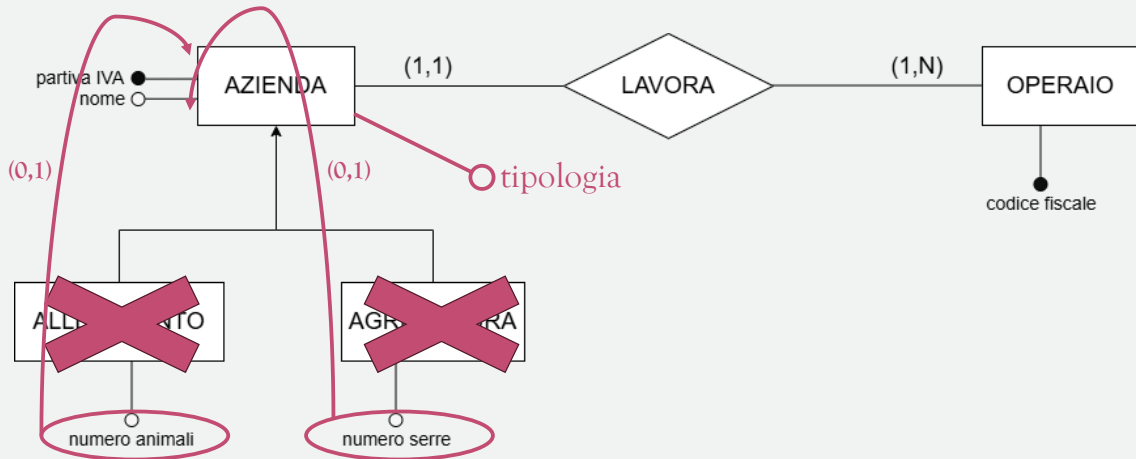 partiva IVA
nome
AZIENDA
(1,1)
LAVORA
(1,N)
OPERAIO
(0,1)
(0,1)
tipologia
codice fiscale
numero animali
numero serre